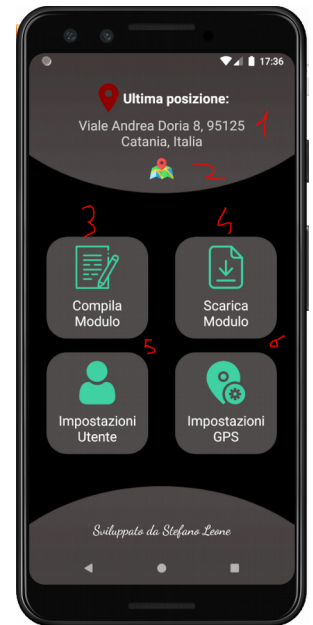 17:36
Ultima posizione:
Viale Andrea Doria 8, 95125
Catania, Italia
1
2
3
4
Compila
Modulo
Scarica
Modulo
5
6
Impostazioni
Utente
Impostazioni
GPS
Sviluppato da Stefano Leone